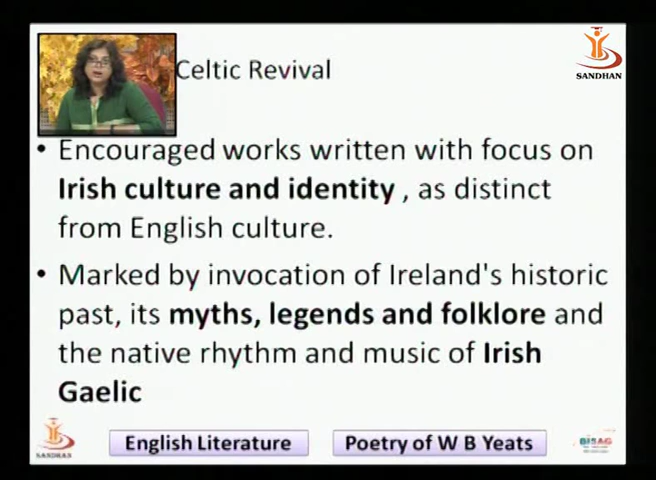 Celtic Revival
SANDHAN
• Encouraged works written with focus on
Irish culture and identity , as distinct
from English culture.
• Marked by invocation of Ireland's historic
past, its myths, legends and folklore and
the native rhythm and music of Irish
Gaelic
SANDHAN
English Literature
Poetry of W B Yeats
BISAG